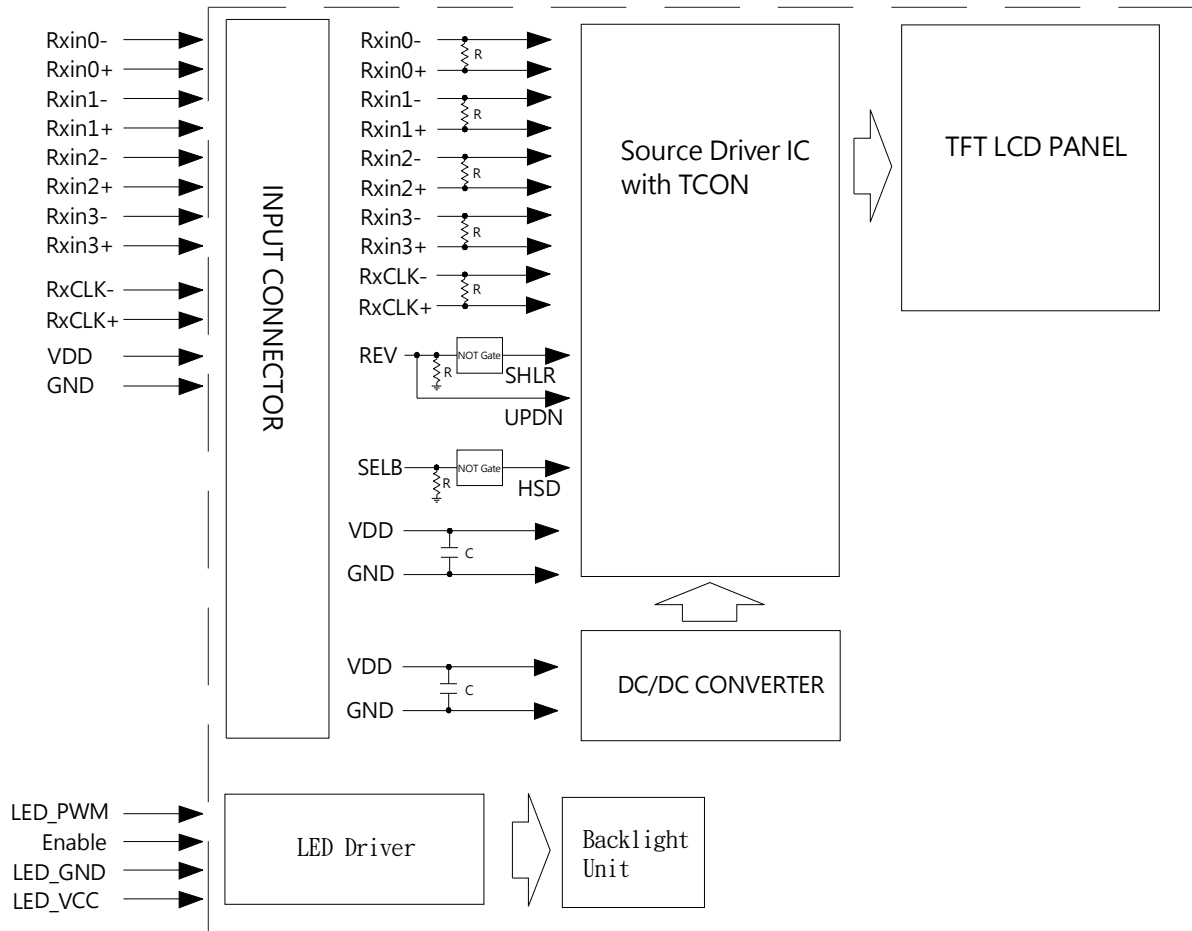 Rxin0-
Rxin0+
Rxin1-
Rxin1+
Rxin2-
Rxin2+
Rxin3-
Rxin3+
RxCLK-
RxCLK+
VDD
GND
INPUT CONNECTOR
Rxin0-
R
Rxin0+
Rxin1-
R
Rxin1+
Rxin2-
R
Rxin2+
Rxin3-
R
Rxin3+
RxCLK-
R
RxCLK+
REV
R
NOT Gate
SHLR
UPDN
SELB
R
NOT Gate
HSD
VDD
C
GND
VDD
C
GND
Source Driver IC
with TCON
TFT LCD PANEL
DC/DC CONVERTER
LED_PWM
Enable
LED_GND
LED_VCC
LED Driver
Backlight
Unit